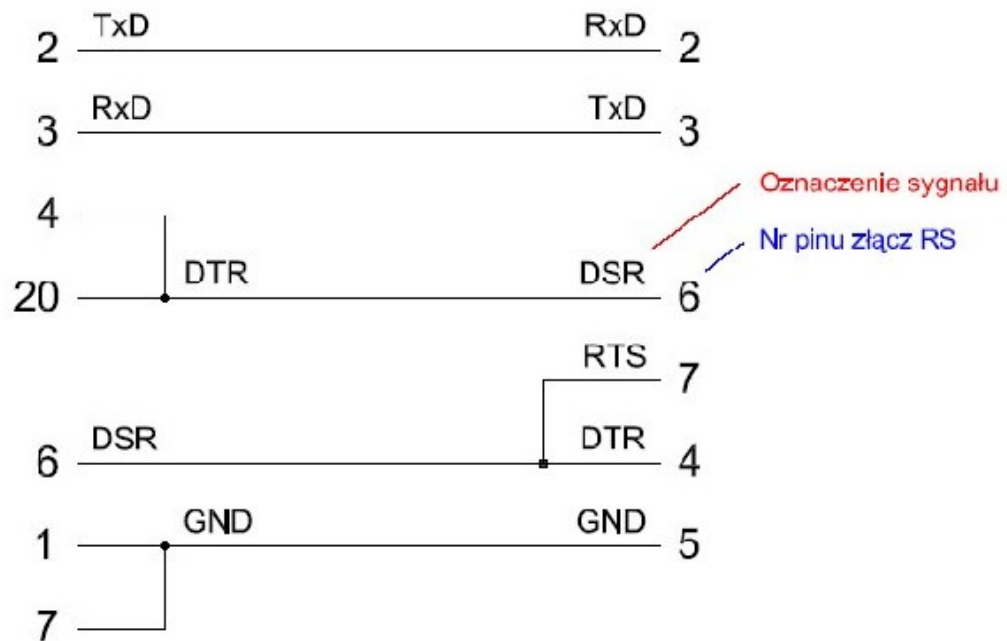 2 TxD RxD 2
3 RxD TxD 3
Oznaczenie sygnału
4
Nr pinu złącz RS
20 DTR DSR 6
RTS 7
6 DSR DTR 4
1 GND GND 5
7